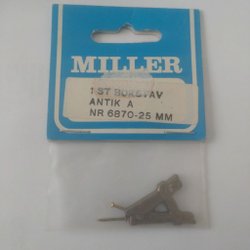 MILLER
1 ST BOKSTAV
ANTIK A
NR 6870-25 MM